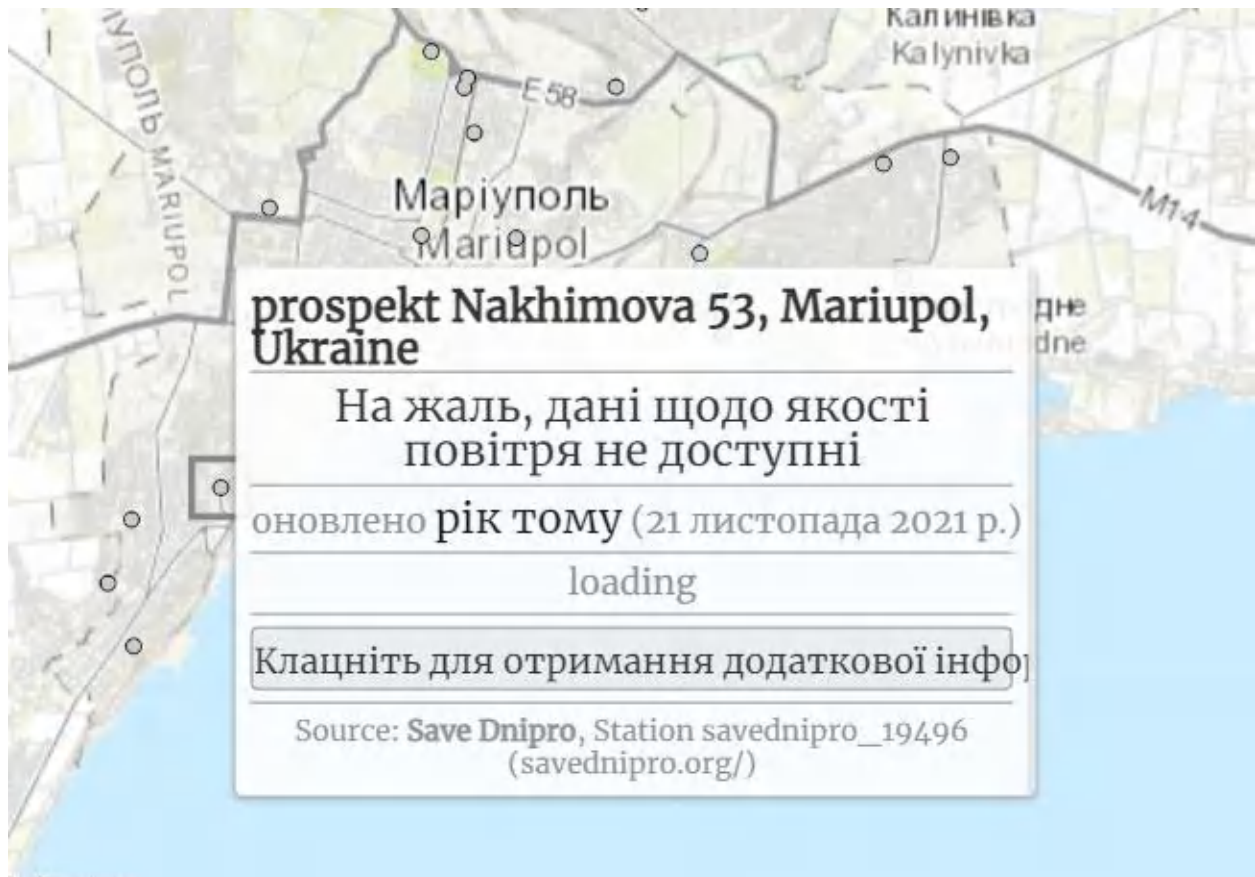 Калинівка
Kalynivka
МАРІУПОЛЬ MARIUPOL
E 58
M14
Маріуполь
Mariupol
prospekt Nakhimova 53, Mariupol,
Ukraine
На жаль, дані щодо якості
повітря не доступні
оновлено рік тому (21 листопада 2021 р.)
loading
Клацніть для отримання додаткової інфор
Source: Save Dnipro, Station savednipro_19496
(savednipro.org/)